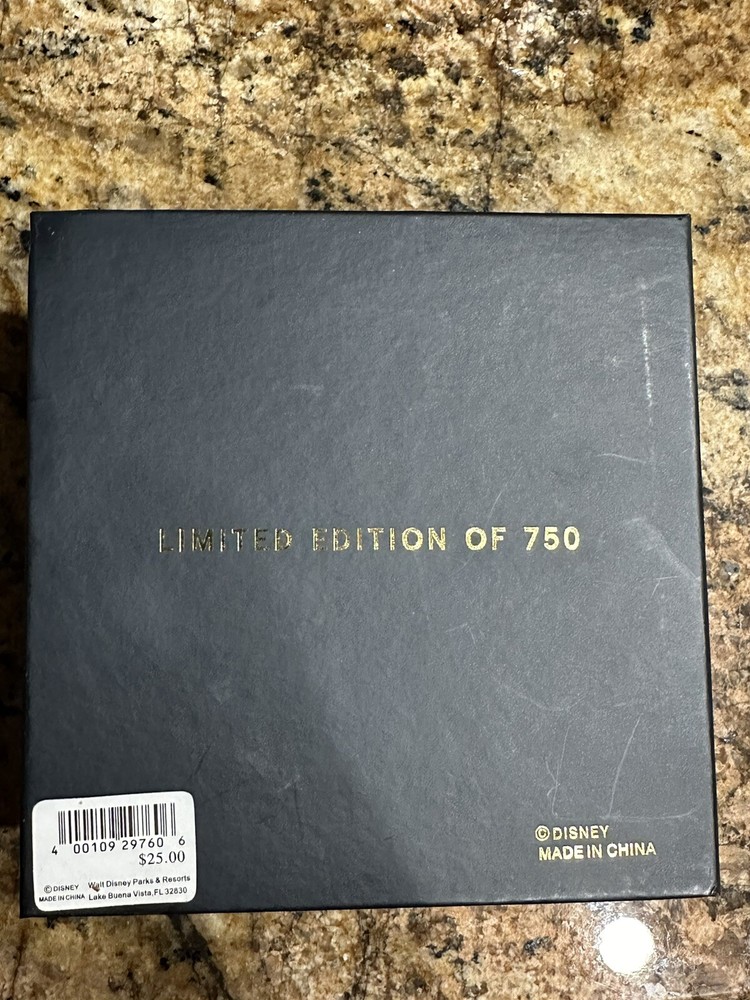 LIMITED EDITION OF 750
©DISNEY
MADE IN CHINA
4 00109 29760 6
$25.00
©DISNEY Walt Disney Parks & Resorts
MADE IN CHINA Lake Buena Vista, FL 32830